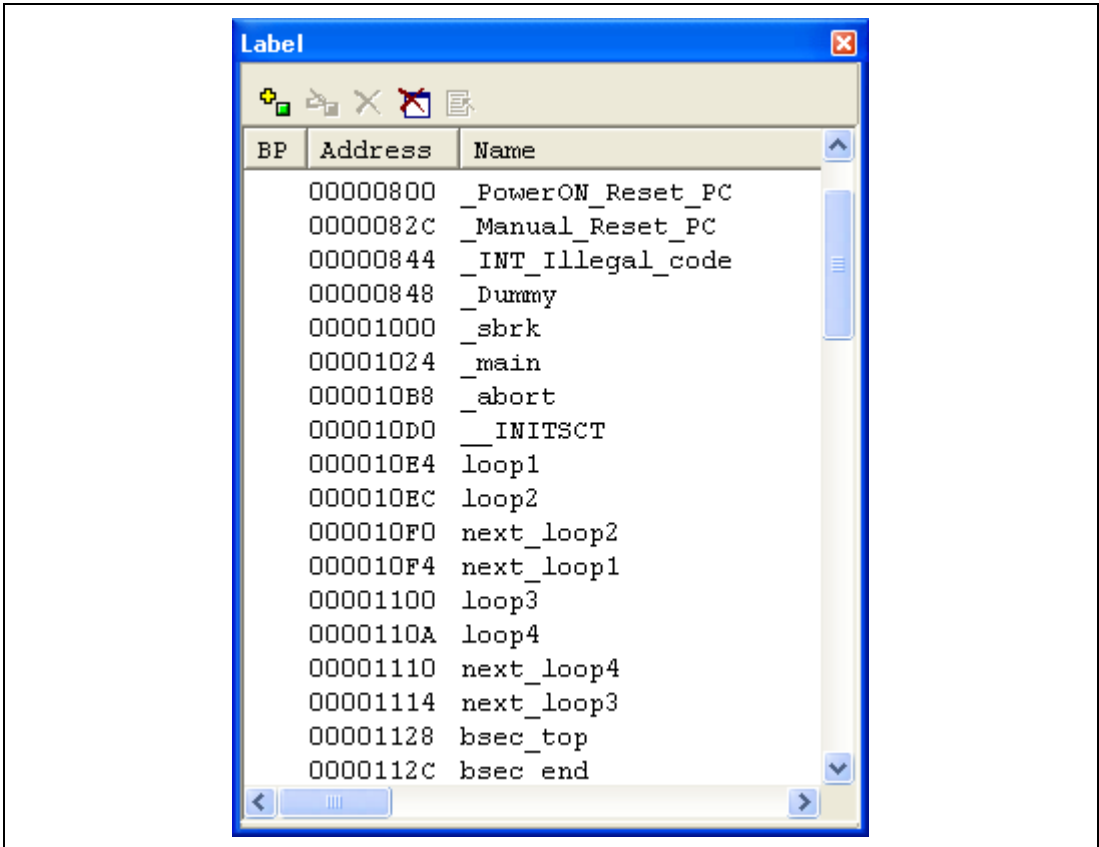 Label
BP Address Name
00000800 _PowerON_Reset_PC
0000082C _Manual_Reset_PC
00000844 _INT_Illegal_code
00000848 _Dummy
00001000 _sbrk
00001024 _main
000010B8 _abort
000010D0 __INITSCT
000010E4 loop1
000010EC loop2
000010F0 next_loop2
000010F4 next_loop1
00001100 loop3
0000110A loop4
00001110 next_loop4
00001114 next_loop3
00001128 bsec_top
0000112C bsec_end